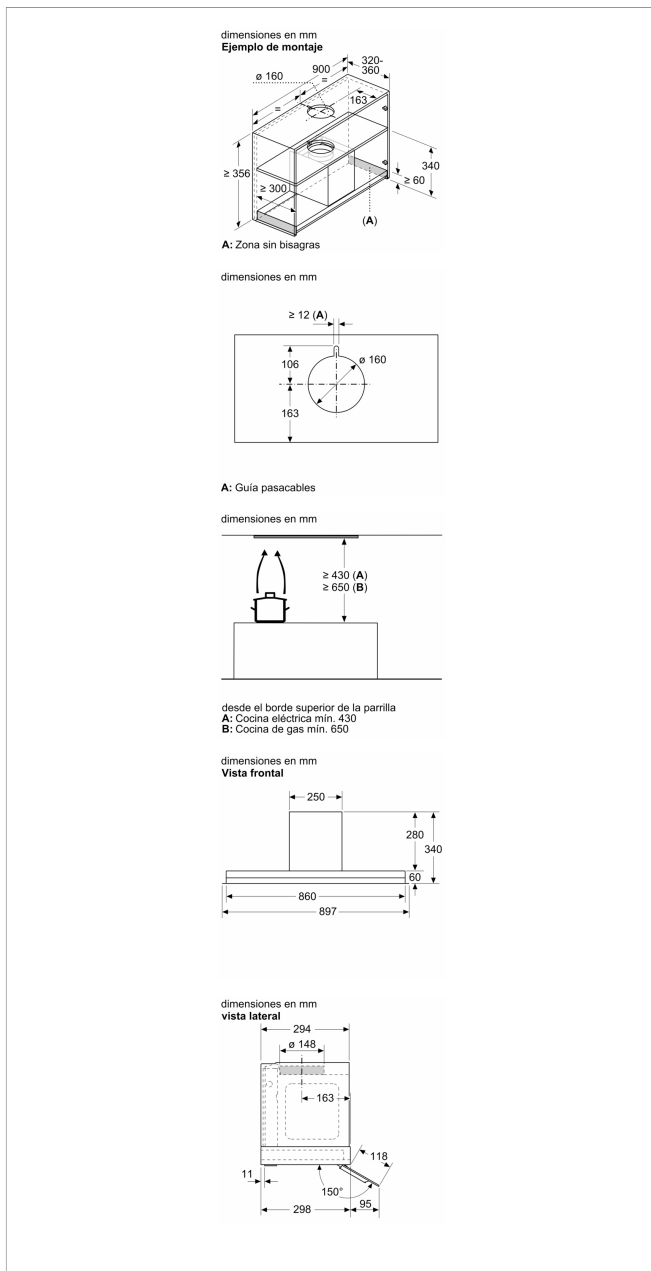 dimensiones en mm
Ejemplo de montaje
900
320-
360
ø 160
=
=
163
≥ 356
≥ 300
340
≥ 60
(A)
A: Zona sin bisagras
dimensiones en mm
≥ 12 (A)
106
ø 160
163
A: Guía pasacables
dimensiones en mm
≥ 430 (A)
≥ 650 (B)
desde el borde superior de la parrilla
A: Cocina eléctrica mín. 430
B: Cocina de gas mín. 650
dimensiones en mm
Vista frontal
250
280
340
60
860
897
dimensiones en mm
vista lateral
294
ø 148
163
118
11
150°
298
95